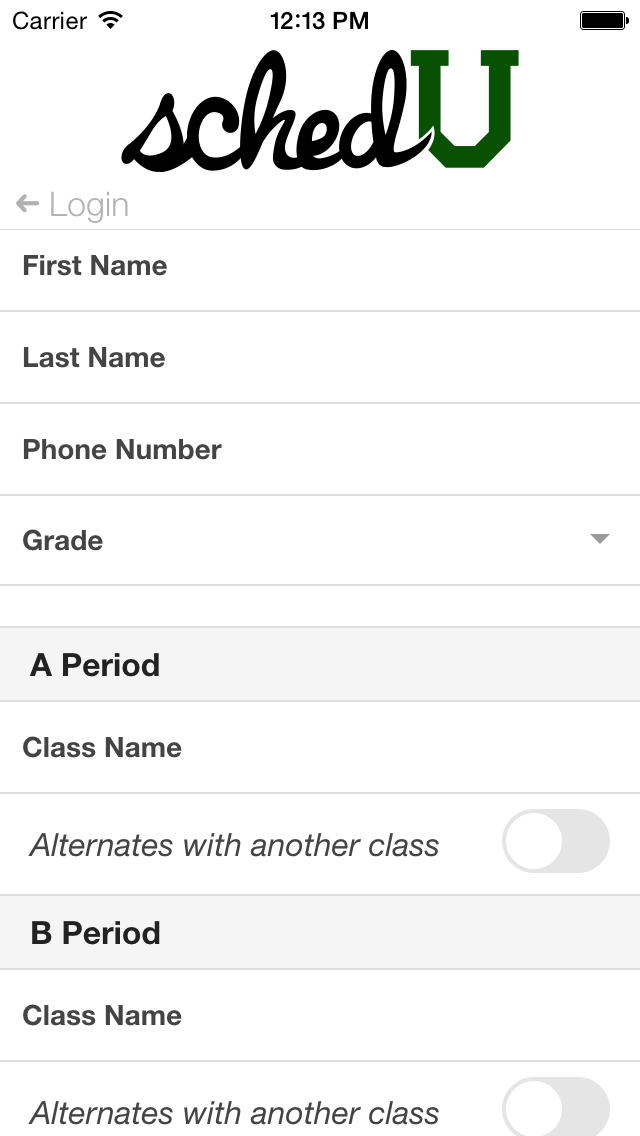 Carrier 12:13 PM
schedU
Login
First Name
Last Name
Phone Number
Grade
A Period
Class Name
Alternates with another class
B Period
Class Name
Alternates with another class